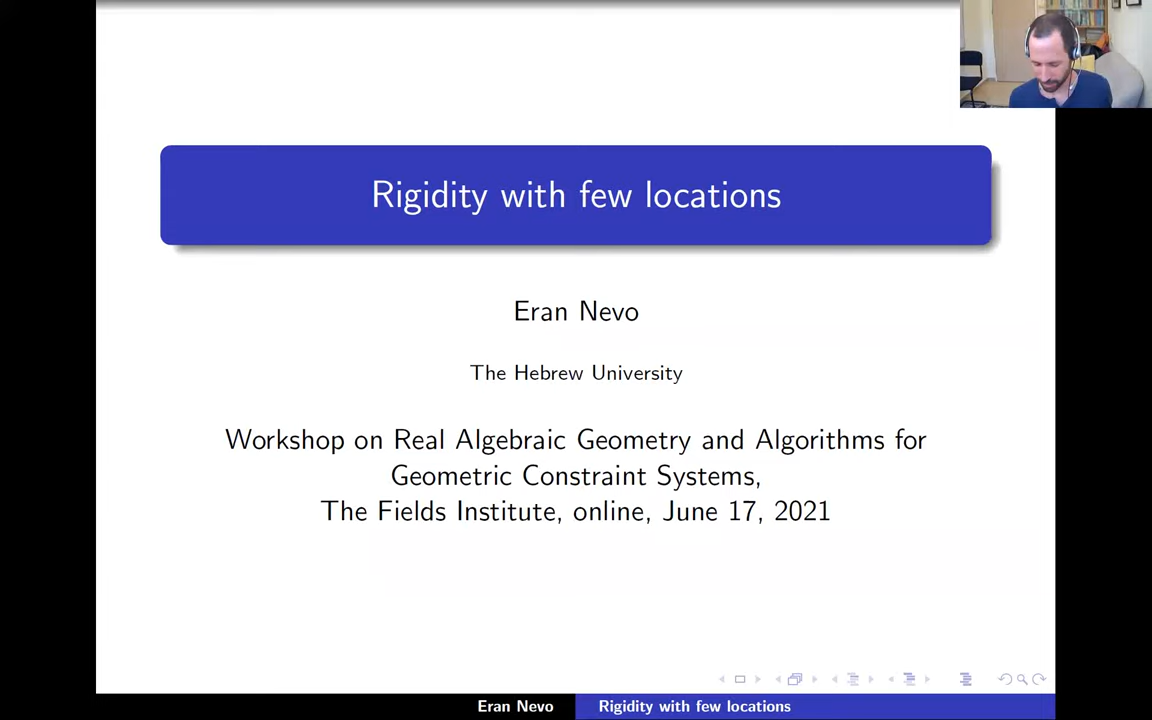 Rigidity with few locations
Eran Nevo
The Hebrew University
Workshop on Real Algebraic Geometry and Algorithms for
Geometric Constraint Systems,
The Fields Institute, online, June 17, 2021
Eran Nevo
Rigidity with few locations